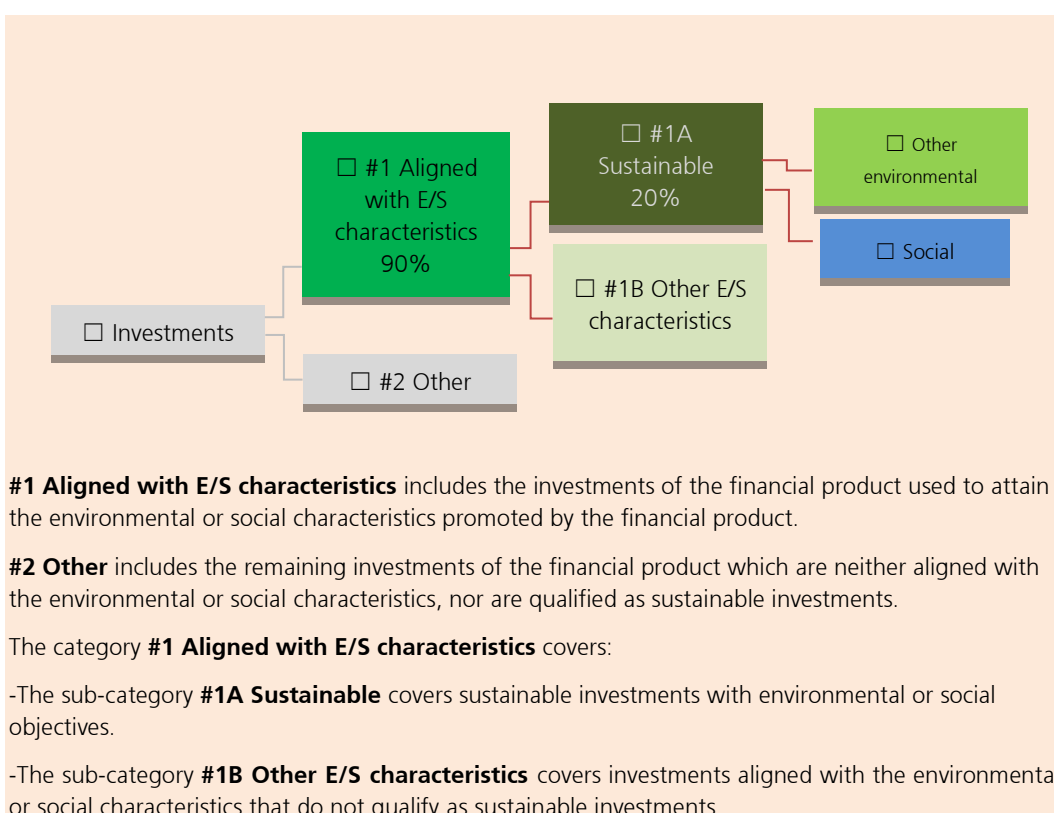 ☐ #1 Aligned
with E/S
characteristics
90%
☐ #1A
Sustainable
20%
☐ Other
environmental
☐ Social
☐ #1B Other E/S
characteristics
☐ Investments
☐ #2 Other
#1 Aligned with E/S characteristics includes the investments of the financial product used to attain
the environmental or social characteristics promoted by the financial product.
#2 Other includes the remaining investments of the financial product which are neither aligned with
the environmental or social characteristics, nor are qualified as sustainable investments.
The category #1 Aligned with E/S characteristics covers:
-The sub-category #1A Sustainable covers sustainable investments with environmental or social
objectives.
-The sub-category #1B Other E/S characteristics covers investments aligned with the environmenta
or social characteristics that do not qualify as sustainable investments